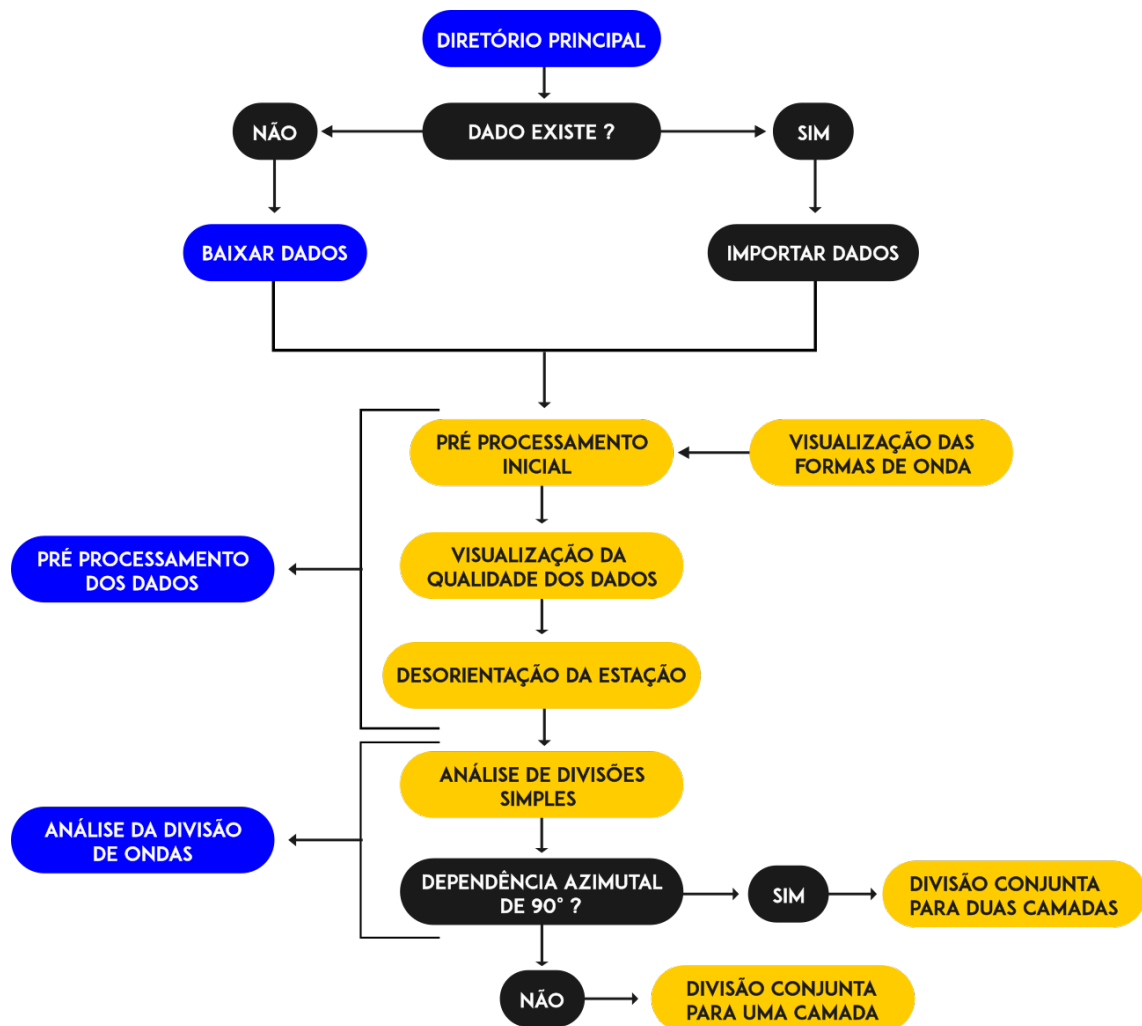 DIRETÓRIO PRINCIPAL
NÃO
DADO EXISTE ?
SIM
BAIXAR DADOS
IMPORTAR DADOS
PRÉ PROCESSAMENTO
INICIAL
VISUALIZAÇÃO DAS
FORMAS DE ONDA
VISUALIZAÇÃO DA
QUALIDADE DOS DADOS
PRÉ PROCESSAMENTO
DOS DADOS
DESORIENTAÇÃO DA ESTAÇÃO
ANÁLISE DE DIVISÕES
SIMPLES
ANÁLISE DA DIVISÃO
DE ONDAS
DEPENDÊNCIA AZIMUTAL
DE 90° ?
SIM
DIVISÃO CONJUNTA
PARA DUAS CAMADAS
NÃO
DIVISÃO CONJUNTA
PARA UMA CAMADA